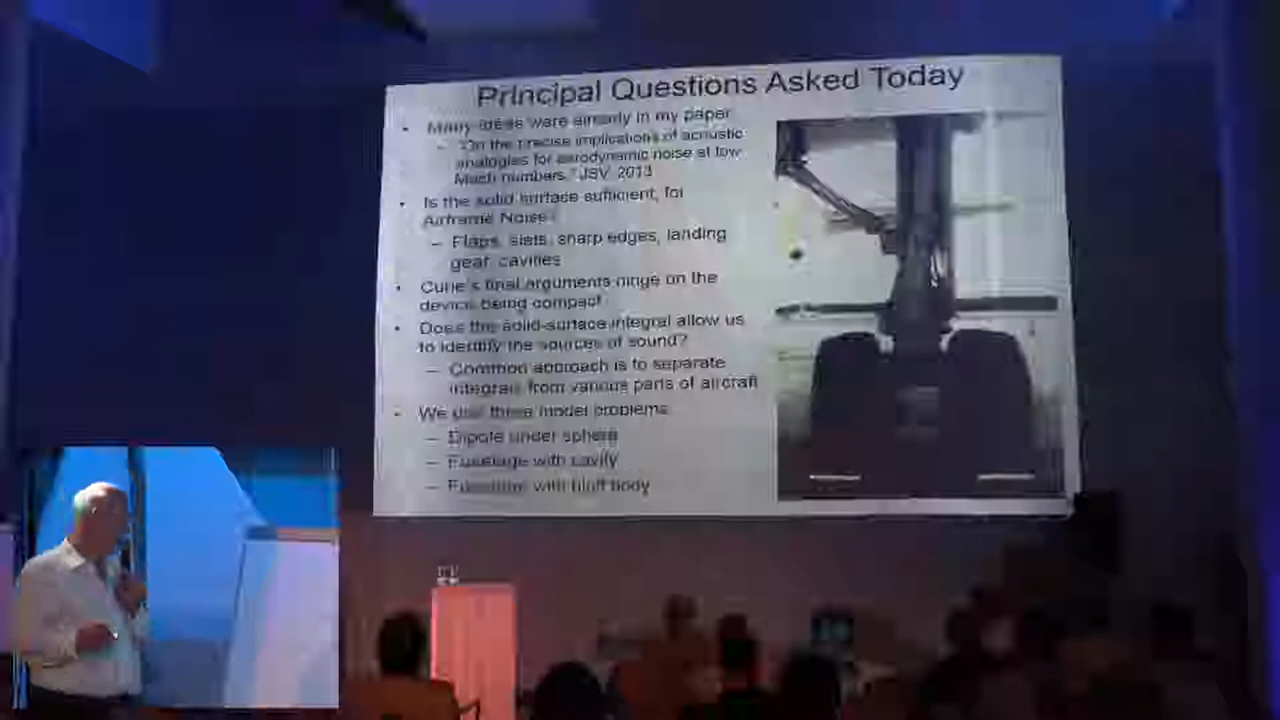 Principal Questions Asked Today
• Many ideas were already in my paper
– "On the precise implications of acoustic
analogies for aerodynamic noise at low
Mach numbers," JSV 2013
• Is the solid surface sufficient, for
Airframe Noise?
– Flaps, slats, sharp edges, landing
gear, cavities
• Curle's final arguments hinge on the
device being compact
• Does the solid-surface integral allow us
to identify the sources of sound?
– Common approach is to separate
integrals from various parts of aircraft
• We use three model problems
– Dipole under sphere
– Fuselage with cavity
– Fuselage with bluff body